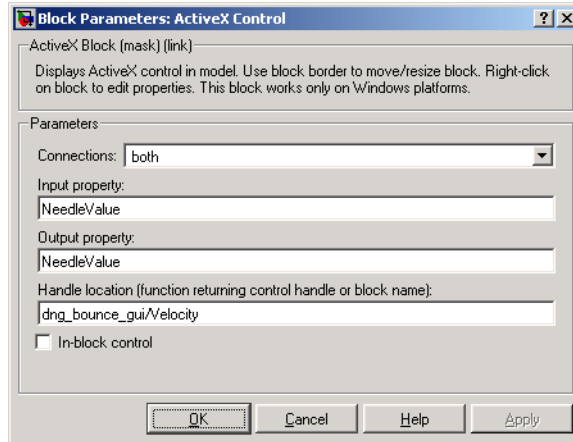 Block Parameters: ActiveX Control
ActiveX Block (mask) (link)
Displays ActiveX control in model. Use block border to move/resize block. Right-click
on block to edit properties. This block works only on Windows platforms.
Parameters
Connections: both
Input property:
NeedleValue
Output property:
NeedleValue
Handle location (function returning control handle or block name):
dng_bounce_gui/Velocity
In-block control
OK Cancel Help Apply